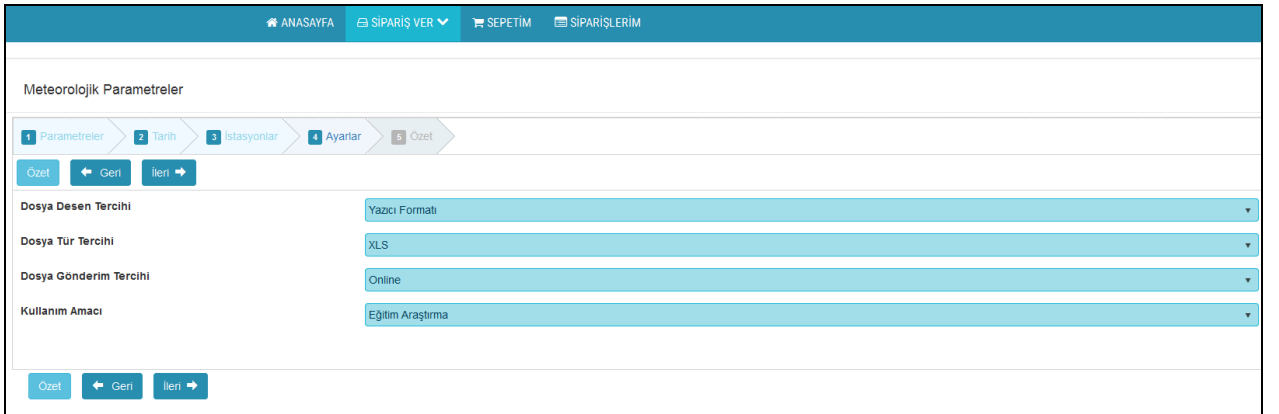 ANASAYFA SİPARİŞ VER SEPETİM SİPARİŞLERİM
Meteorolojik Parametreler
1 Parametreler 2 Tarih 3 İstasyonlar 4 Ayarlar 5 Özet
Özet Geri İleri
Dosya Desen Tercihi Yazıcı Formatı
Dosya Tür Tercihi XLS
Dosya Gönderim Tercihi Online
Kullanım Amacı Eğitim Araştırma
Özet Geri İleri